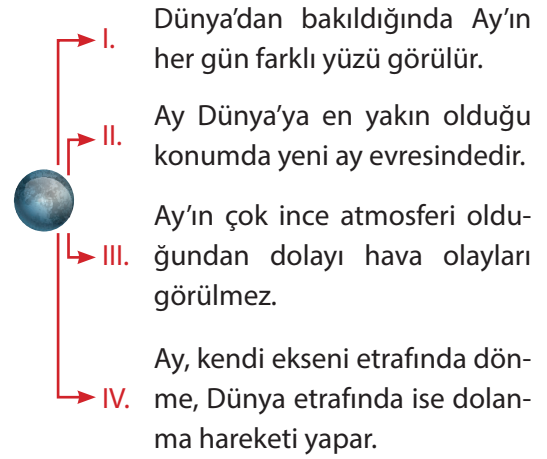 I. Dünya’dan bakıldığında Ay’ın
her gün farklı yüzü görülür.
II. Ay Dünya’ya en yakın olduğu
konumda yeni ay evresindedir.
III. Ay’ın çok ince atmosferi oldu-
ğundan dolayı hava olayları
görülmez.
IV. Ay, kendi ekseni etrafında dön-
me, Dünya etrafında ise dolan-
ma hareketi yapar.